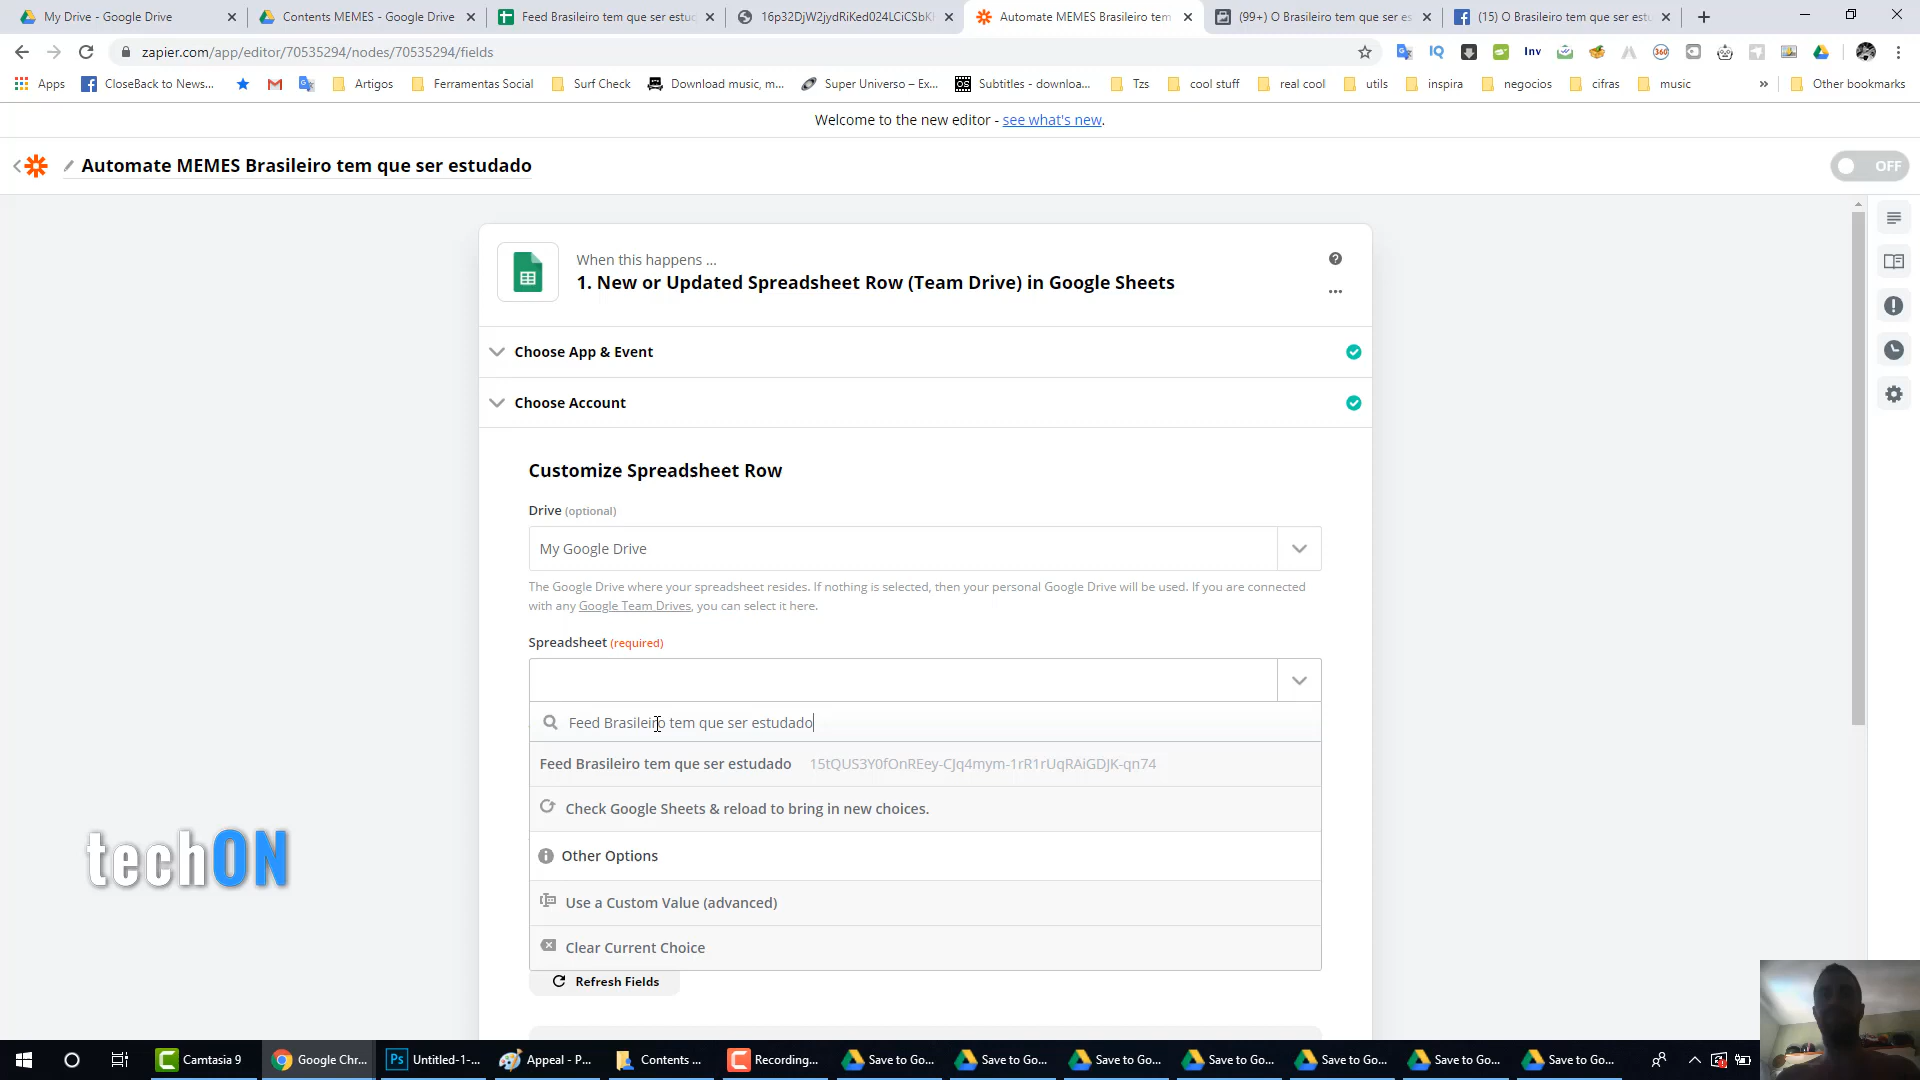 My Drive - Google Drive
Contents MEMES - Google Drive
Feed Brasileiro tem que ser estud
16p32DjW2jydRiKed024LCiCSbK
Automate MEMES Brasileiro tem
(99+) O Brasileiro tem que ser es
(15) O Brasileiro tem que ser estu
zapier.com/app/editor/70535294/nodes/70535294/fields
Apps
CloseBack to News...
Artigos
Ferramentas Social
Surf Check
Download music, m...
Super Universo – Ex...
Subtitles - downloa...
Tzs
cool stuff
real cool
utils
inspira
negocios
cifras
music
Other bookmarks
Welcome to the new editor - see what's new.
Automate MEMES Brasileiro tem que ser estudado
OFF
When this happens ...
1. New or Updated Spreadsheet Row (Team Drive) in Google Sheets
Choose App & Event
Choose Account
Customize Spreadsheet Row
Drive (optional)
My Google Drive
The Google Drive where your spreadsheet resides. If nothing is selected, then your personal Google Drive will be used. If you are connected
with any Google Team Drives, you can select it here.
Spreadsheet (required)
Feed Brasileiro tem que ser estudado
Feed Brasileiro tem que ser estudado 15tQUS3Y0fOnREey-CJq4mym-1rR1rUqRAiGDJK-qn74
Check Google Sheets & reload to bring in new choices.
Other Options
Use a Custom Value (advanced)
Clear Current Choice
Refresh Fields
techON
Camtasia 9
Google Chr...
Untitled-1-...
Appeal - P...
Contents ...
Recording...
Save to Go...
Save to Go...
Save to Go...
Save to Go...
Save to Go...
Save to Go...
Save to Go...